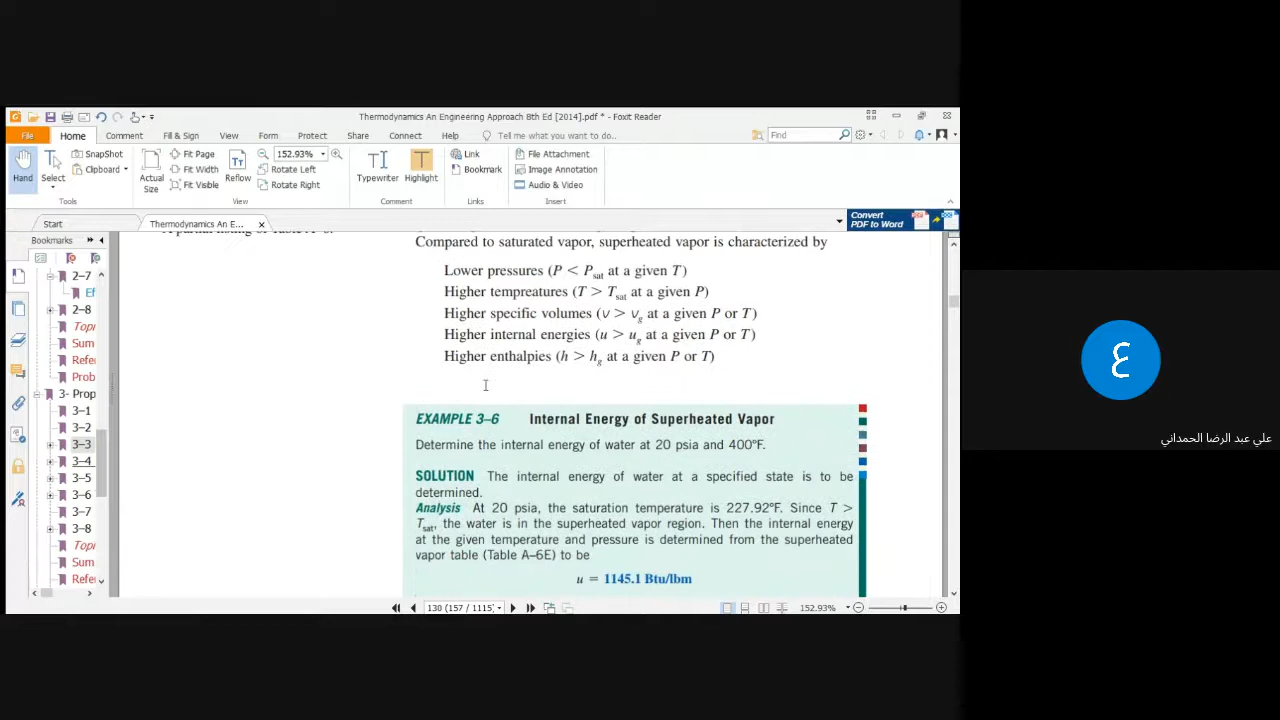 Thermodynamics An Engineering Approach 8th Ed [2014].pdf * - Foxit Reader
File Home Comment Fill & Sign View Form Protect Share Connect Help Tell me what you want to do.. Find
Hand Select SnapShot Clipboard Actual Size Fit Page Fit Width Fit Visible Reflow 152.93% Rotate Left Rotate Right Typewriter Highlight Link Bookmark File Attachment Image Annotation Audio & Video
Tools View Comment Links Insert
Start Thermodynamics An E... Convert PDF to Word
Bookmarks
2-7
Ef
2-8
Topi
Sum
Refe
Prob
3- Prop
3-1
3-2
3-3
3-4
3-5
3-6
3-7
3-8
Topi
Sum
Refe
Compared to saturated vapor, superheated vapor is characterized by
Lower pressures (P < Psat at a given T)
Higher tempreatures (T > Tsat at a given P)
Higher specific volumes (v > vg at a given P or T)
Higher internal energies (u > ug at a given P or T)
Higher enthalpies (h > hg at a given P or T)
EXAMPLE 3–6 Internal Energy of Superheated Vapor
Determine the internal energy of water at 20 psia and 400°F.
SOLUTION The internal energy of water at a specified state is to be
determined.
Analysis At 20 psia, the saturation temperature is 227.92°F. Since T >
Tsat, the water is in the superheated vapor region. Then the internal energy
at the given temperature and pressure is determined from the superheated
vapor table (Table A–6E) to be
u = 1145.1 Btu/lbm
130 (157 / 1115) 152.93%
ع
علي عبد الرضا الحمداني